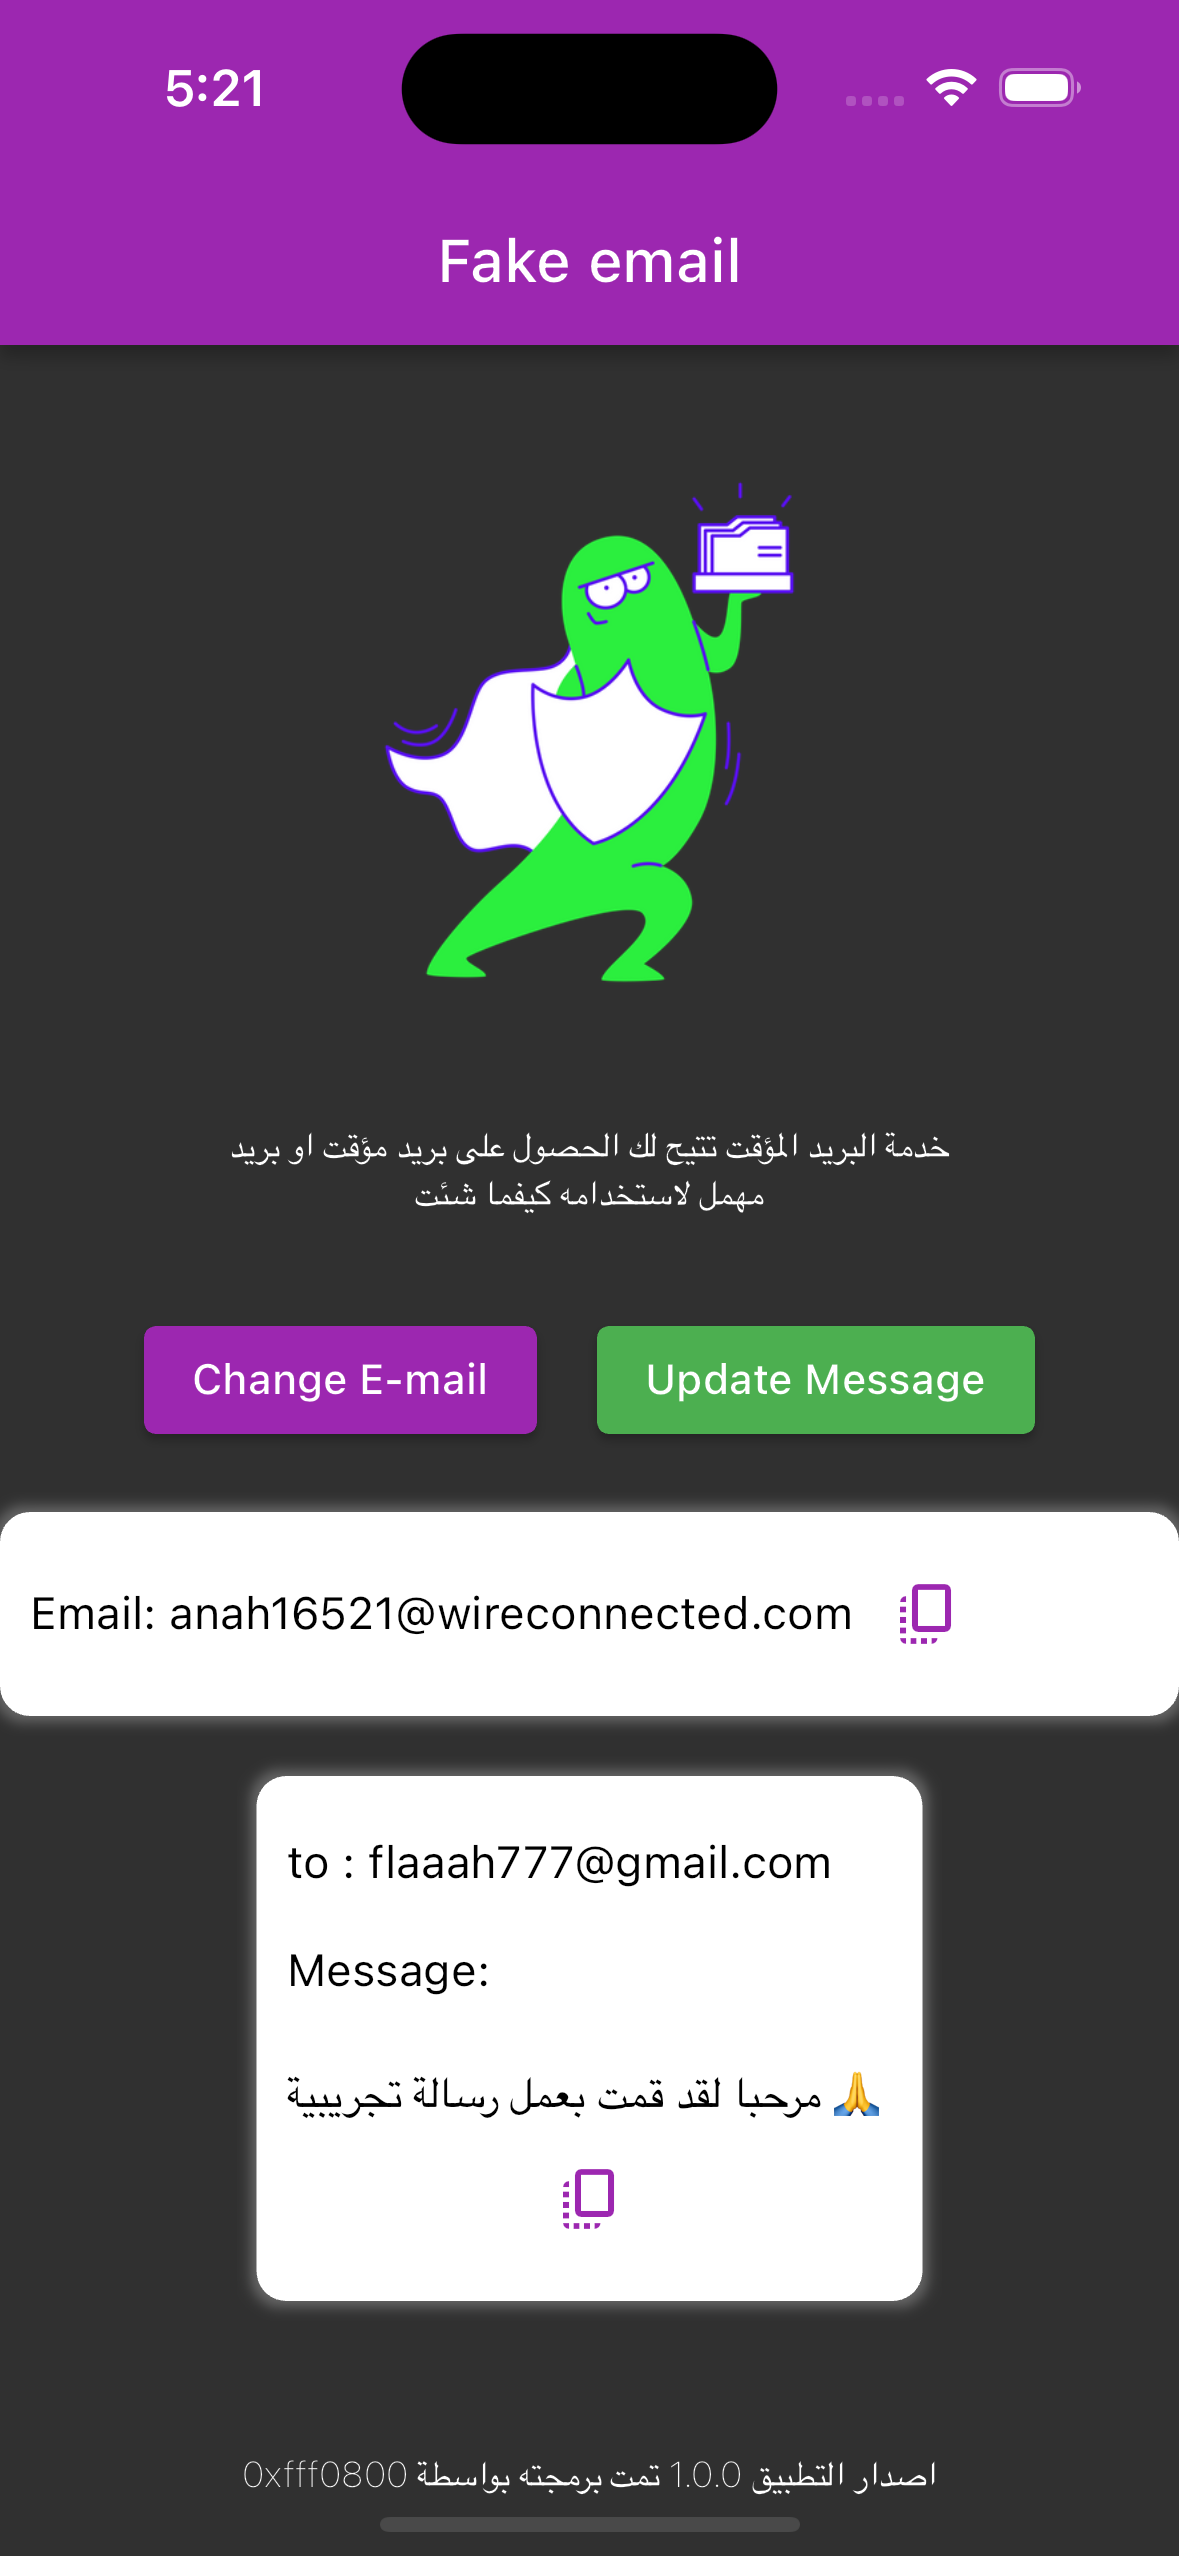 5:21
Fake email
خدمة البريد المؤقت تتيح لك الحصول على بريد مؤقت او بريد
مهمل لاستخدامه كيفما شئت
Change E-mail
Update Message
Email: anah16521@wireconnected.com
to : flaaah777@gmail.com
Message:
مرحبا لقد قمت بعمل رسالة تجريبية 🙏
اصدار التطبيق 1.0.0 تمت برمجته بواسطة 0xfff0800